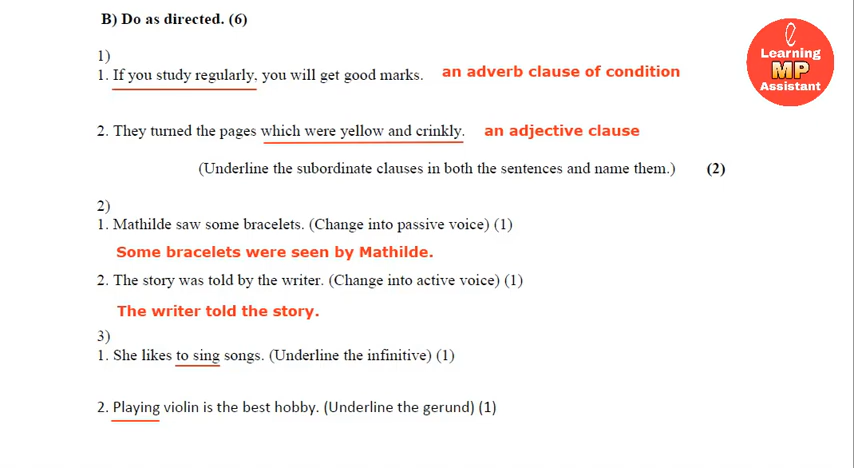 B) Do as directed. (6)
1)
1. If you study regularly, you will get good marks. an adverb clause of condition
2. They turned the pages which were yellow and crinkly. an adjective clause
(Underline the subordinate clauses in both the sentences and name them.) (2)
2)
1. Mathilde saw some bracelets. (Change into passive voice) (1)
Some bracelets were seen by Mathilde.
2. The story was told by the writer. (Change into active voice) (1)
The writer told the story.
3)
1. She likes to sing songs. (Underline the infinitive) (1)
2. Playing violin is the best hobby. (Underline the gerund) (1)
l
Learning
MP
Assistant